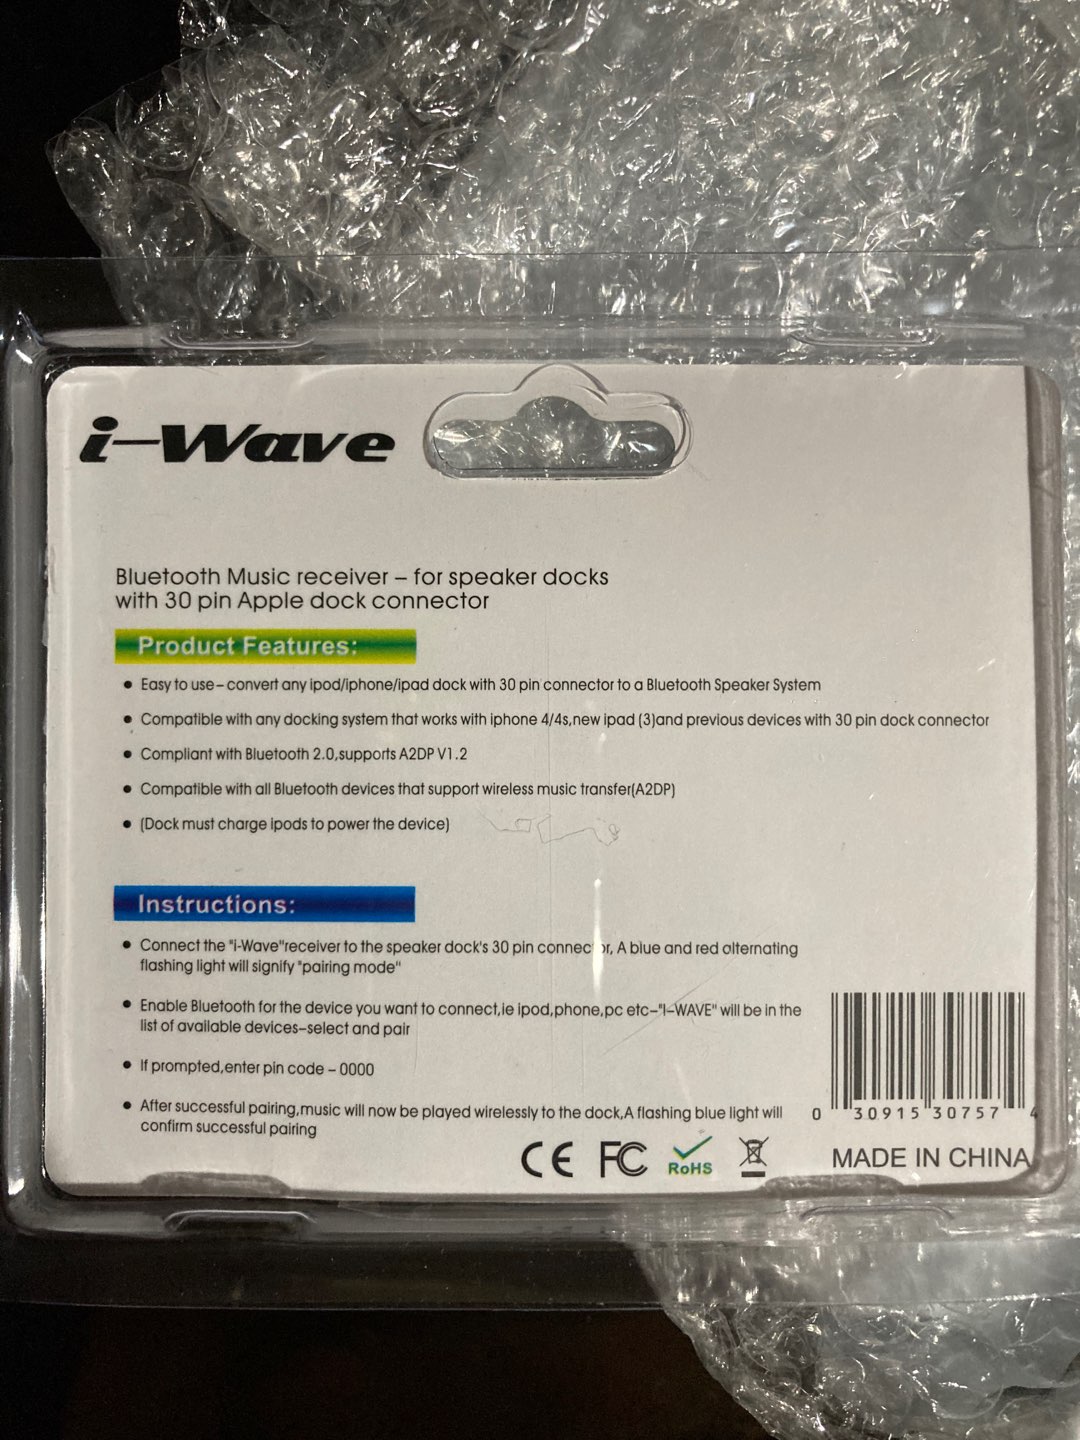 i-Wave
Bluetooth Music receiver – for speaker docks
with 30 pin Apple dock connector
Product Features:
• Easy to use – convert any ipod/iphone/ipad dock with 30 pin connector to a Bluetooth Speaker System
• Compatible with any docking system that works with iphone 4/4s,new ipad (3)and previous devices with 30 pin dock connector
• Compliant with Bluetooth 2.0,supports A2DP V1.2
• Compatible with all Bluetooth devices that support wireless music transfer(A2DP)
• (Dock must charge ipods to power the device)
Instructions:
• Connect the "i-Wave"receiver to the speaker dock's 30 pin connector, A blue and red alternating
flashing light will signify "pairing mode"
• Enable Bluetooth for the device you want to connect,ie ipod,phone,pc etc–"I–WAVE" will be in the
list of available devices–select and pair
• If prompted,enter pin code – 0000
• After successful pairing,music will now be played wirelessly to the dock,A flashing blue light will
confirm successful pairing
0 30915 30757 4
CE FC RoHS
MADE IN CHINA